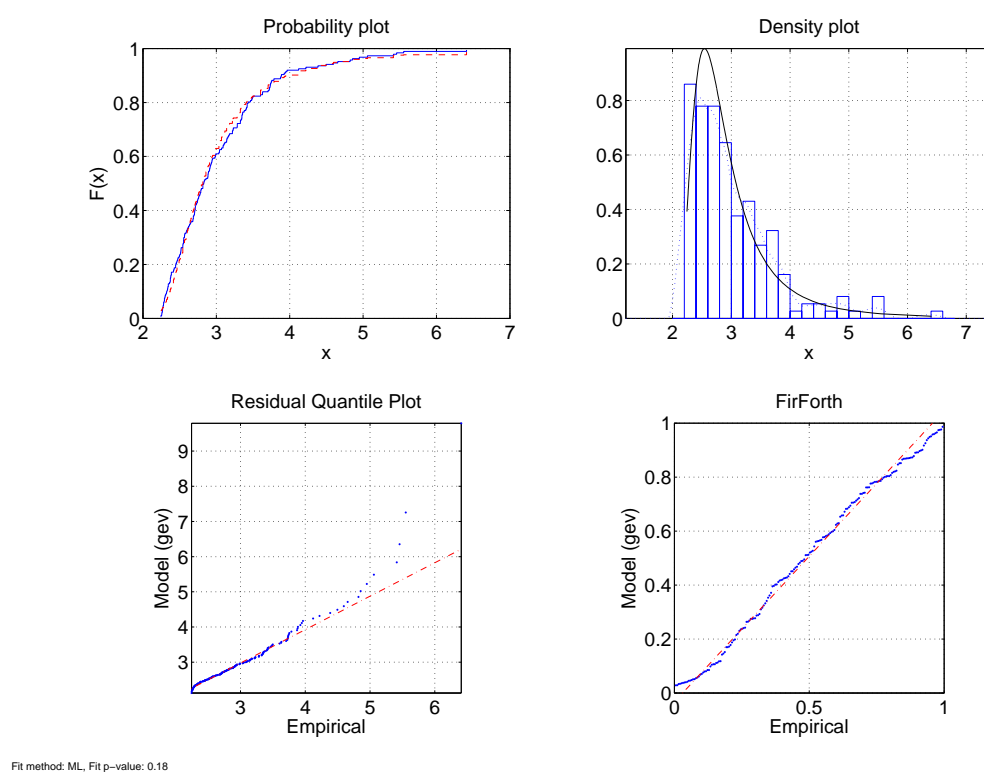 Probability plot
1
0.8
0.6
0.4
0.2
0
F(x)
2 3 4 5 6 7
x
Density plot
0.8
0.6
0.4
0.2
0
2 3 4 5 6 7
x
Residual Quantile Plot
9
8
7
6
5
4
3
Model (gev)
3 4 5 6
Empirical
FirForth
1
0.8
0.6
0.4
0.2
0
Model (gev)
0 0.5 1
Empirical
Fit method: ML, Fit p−value: 0.18